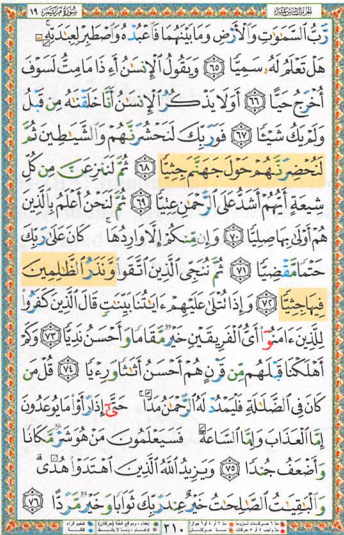 الجزء السادس عشر سورة مريم ١٩
رَّبُّ السَّمَٰوَٰتِ وَالْأَرْضِ وَمَا بَيْنَهُمَا فَاعْبُدْهُ وَاصْطَبِرْ لِعِبَٰدَتِهِۦ ۚ
هَلْ تَعْلَمُ لَهُۥ سَمِيًّا ٦٥ وَيَقُولُ الْإِنسَٰنُ أَءِذَا مَا مِتُّ لَسَوْفَ
أُخْرَجُ حَيًّا ٦٦ أَوَلَا يَذْكُرُ الْإِنسَٰنُ أَنَّا خَلَقْنَٰهُ مِن قَبْلُ
وَلَمْ يَكُ شَيْـًٔا ٦٧ فَوَرَبِّكَ لَنَحْشُرَنَّهُمْ وَالشَّيَٰطِينَ ثُمَّ
لَنُحْضِرَنَّهُمْ حَوْلَ جَهَنَّمَ جِثِيًّا ٦٨ ثُمَّ لَنَنزِعَنَّ مِن كُلِّ
شِيعَةٍ أَيُّهُمْ أَشَدُّ عَلَى الرَّحْمَٰنِ عِتِيًّا ٦٩ ثُمَّ لَنَحْنُ أَعْلَمُ بِالَّذِينَ
هُمْ أَوْلَىٰ بِهَا صِلِيًّا ٧٠ وَإِن مِّنكُمْ إِلَّا وَارِدُهَا ۚ كَانَ عَلَىٰ رَبِّكَ
حَتْمًا مَّقْضِيًّا ٧١ ثُمَّ نُنَجِّي الَّذِينَ اتَّقَوا وَّنَذَرُ الظَّٰلِمِينَ
فِيهَا جِثِيًّا ٧٢ وَإِذَا تُتْلَىٰ عَلَيْهِمْ ءَايَٰتُنَا بَيِّنَٰتٍ قَالَ الَّذِينَ كَفَرُوا
لِلَّذِينَ ءَامَنُوٓا أَيُّ الْفَرِيقَيْنِ خَيْرٌ مَّقَامًا وَأَحْسَنُ نَدِيًّا ٧٣ وَكَمْ
أَهْلَكْنَا قَبْلَهُم مِّن قَرْنٍ هُمْ أَحْسَنُ أَثَٰثًا وَرِءْيًا ٧٤ قُلْ مَن
كَانَ فِي الضَّلَٰلَةِ فَلْيَمْدُدْ لَهُ الرَّحْمَٰنُ مَدًّا ۚ حَتَّىٰٓ إِذَا رَأَوْا مَا يُوعَدُونَ
إِمَّا الْعَذَابَ وَإِمَّا السَّاعَةَ فَسَيَعْلَمُونَ مَنْ هُوَ شَرٌّ مَّكَانًا
وَأَضْعَفُ جُندًا ٧٥ وَيَزِيدُ اللَّهُ الَّذِينَ اهْتَدَوْا هُدًى ۗ
وَالْبَٰقِيَٰتُ الصَّٰلِحَٰتُ خَيْرٌ عِندَ رَبِّكَ ثَوَابًا وَخَيْرٌ مَّرَدًّا ٧٦
٣١٠